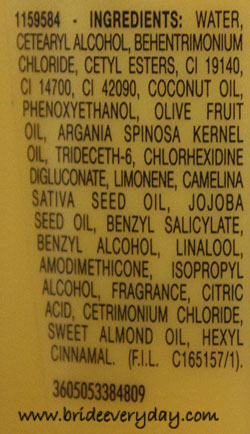 1159584 - INGREDIENTS: WATER,
CETEARYL ALCOHOL, BEHENTRIMONIUM
CHLORIDE, CETYL ESTERS, CI 19140,
CI 14700, CI 42090, COCONUT OIL,
PHENOXYETHANOL, OLIVE FRUIT
OIL, ARGANIA SPINOSA KERNEL
OIL, TRIDECETH-6, CHLORHEXIDINE
DIGLUCONATE, LIMONENE, CAMELINA
SATIVA SEED OIL, JOJOBA
SEED OIL, BENZYL SALICYLATE,
BENZYL ALCOHOL, LINALOOL,
AMODIMETHICONE, ISOPROPYL
ALCOHOL, FRAGRANCE, CITRIC
ACID, CETRIMONIUM CHLORIDE,
SWEET ALMOND OIL, HEXYL
CINNAMAL. (F.I.L. C165157/1).
3605053384809
www.brideeveryday.com